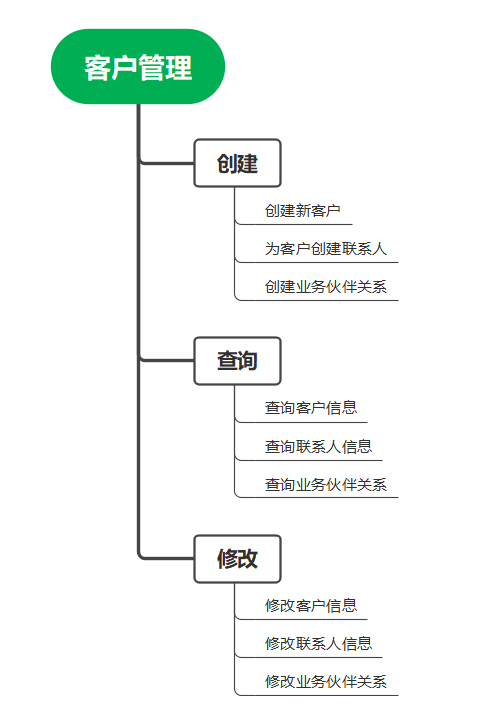 客户管理
创建
创建新客户
为客户创建联系人
创建业务伙伴关系
查询
查询客户信息
查询联系人信息
查询业务伙伴关系
修改
修改客户信息
修改联系人信息
修改业务伙伴关系